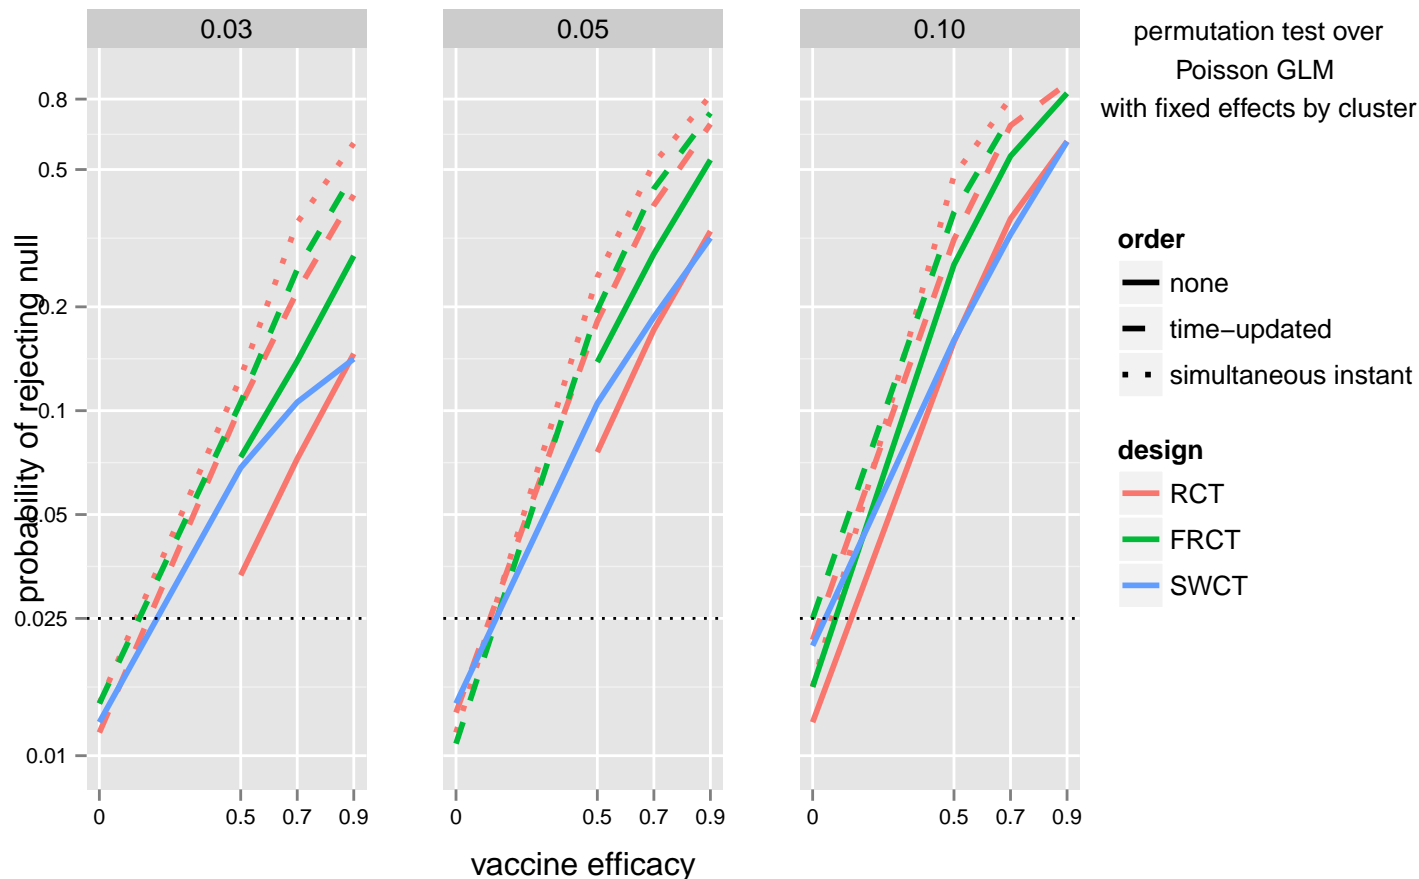 0.03
0.05
0.10
permutation test over
Poisson GLM
with fixed effects by cluster
probability of rejecting null
0.8
0.5
0.2
0.1
0.05
0.025
0.01
0 0.5 0.7 0.9
0 0.5 0.7 0.9
0 0.5 0.7 0.9
vaccine efficacy
order
none
time−updated
simultaneous instant
design
RCT
FRCT
SWCT